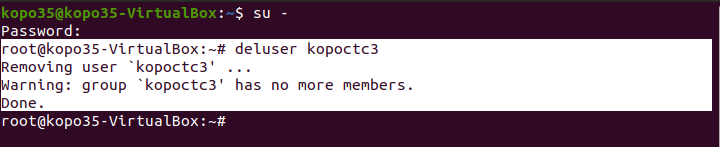 kopo35@kopo35-VirtualBox:~$ su -
Password:
root@kopo35-VirtualBox:~# deluser kopoctc3
Removing user `kopoctc3' ...
Warning: group `kopoctc3' has no more members.
Done.
root@kopo35-VirtualBox:~#